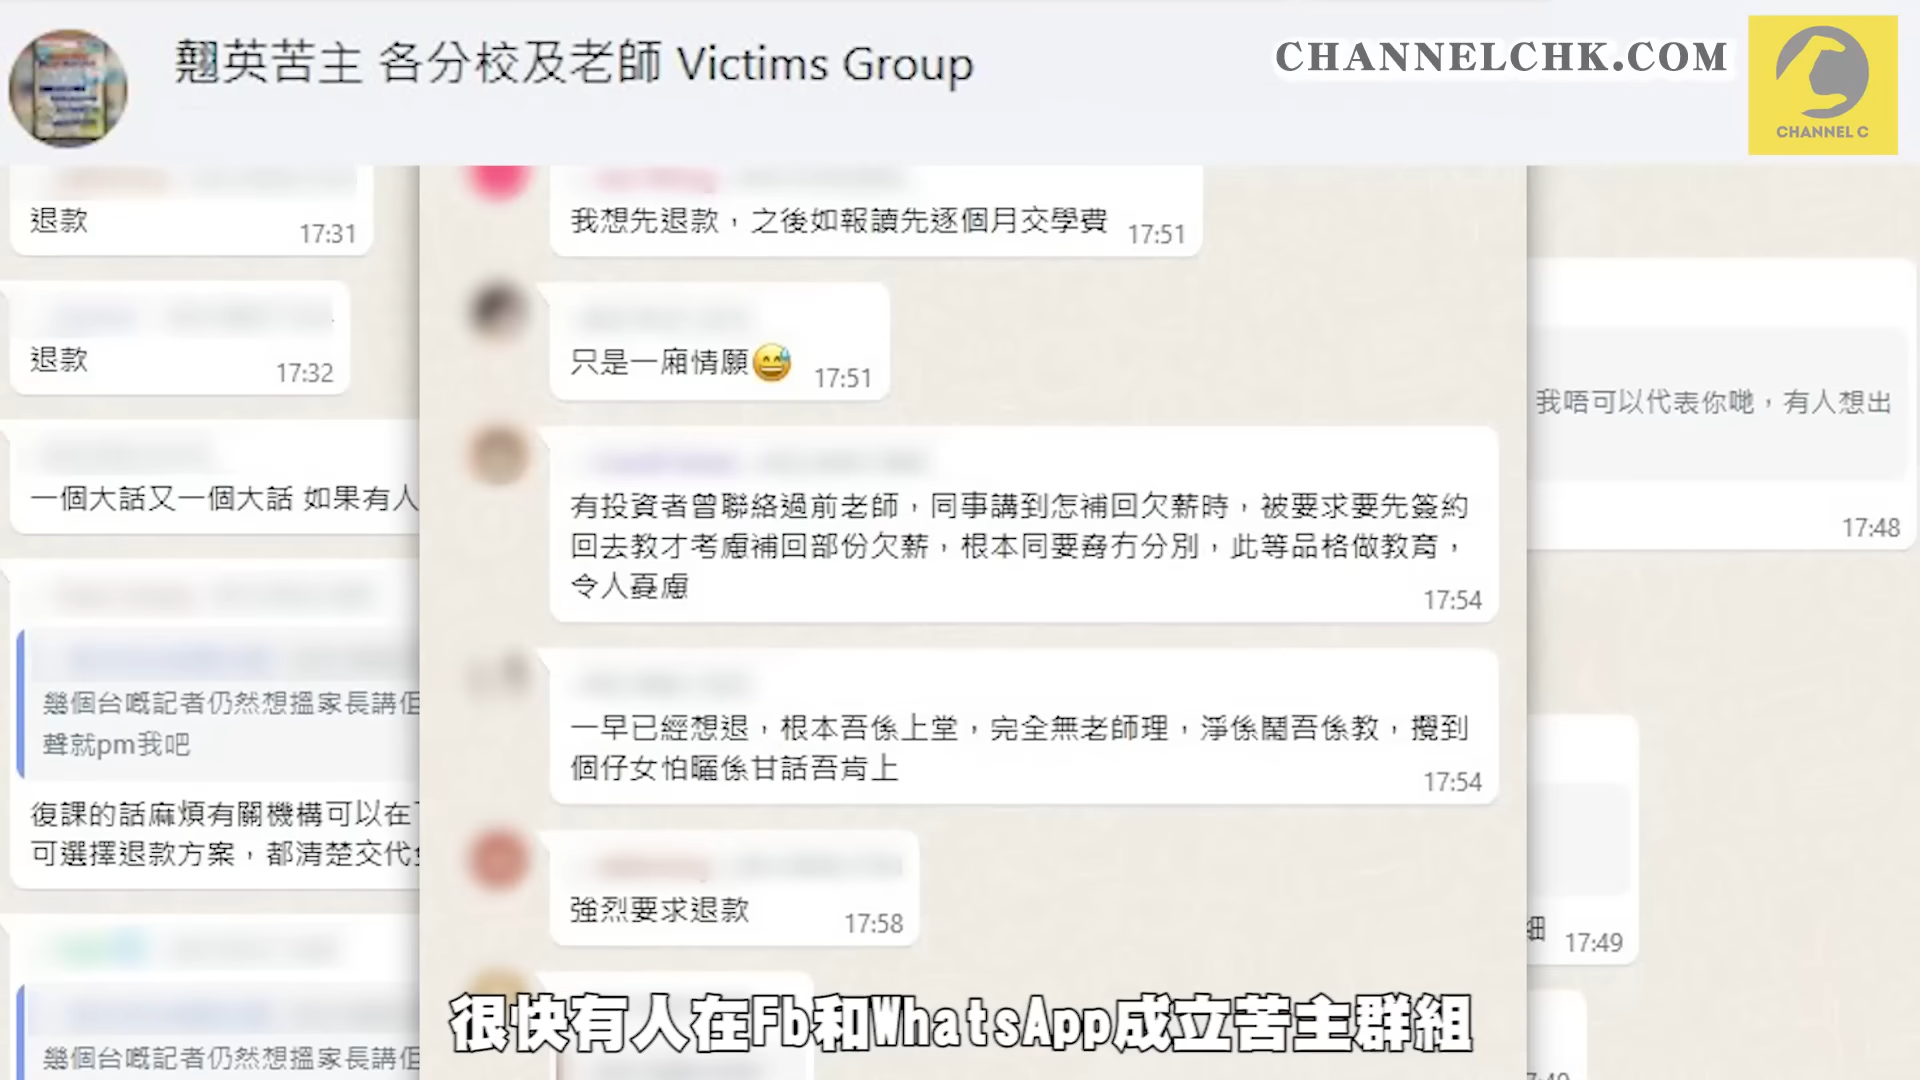 翹英苦主 各分校及老師 Victims Group
CHANNELCHK.COM
CHANNEL C
退款
17:31
退款
17:32
一個大話又一個大話 如果有人
幾個台嘅記者仍然想搵家長講佢
聲就pm我吧
復課的話麻煩有關機構可以在
可選擇退款方案，都清楚交代
幾個台嘅記者仍然想搵家長講佢
我想先退款，之後如報讀先逐個月交學費
17:51
只是一廂情願😅
17:51
有投資者曾聯絡過前老師，同事講到怎補回欠薪時，被要求要先簽約
回去教才考慮補回部份欠薪，根本同要脅冇分別，此等品格做教育，
令人憂慮
17:54
一早已經想退，根本吾係上堂，完全無老師理，淨係鬧吾係教，攪到
個仔女怕曬係甘話吾肯上
17:54
強烈要求退款
17:58
我唔可以代表你哋，有人想出
17:48
細
17:49
很快有人在Fb和WhatsApp成立苦主群組